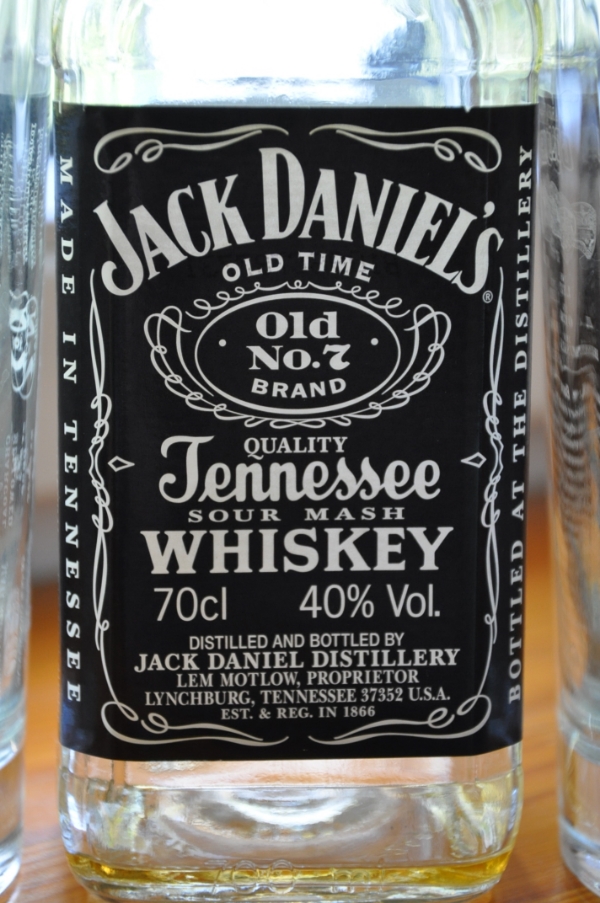 JACK DANIEL'S®
OLD TIME
Old
No.7
BRAND
QUALITY
Tennessee
SOUR MASH
WHISKEY
70cl 40% Vol.
DISTILLED AND BOTTLED BY
JACK DANIEL DISTILLERY
LEM MOTLOW, PROPRIETOR
LYNCHBURG, TENNESSEE 37352 U.S.A.
EST. & REG. IN 1866
MADE IN TENNESSEE
BOTTLED AT THE DISTILLERY